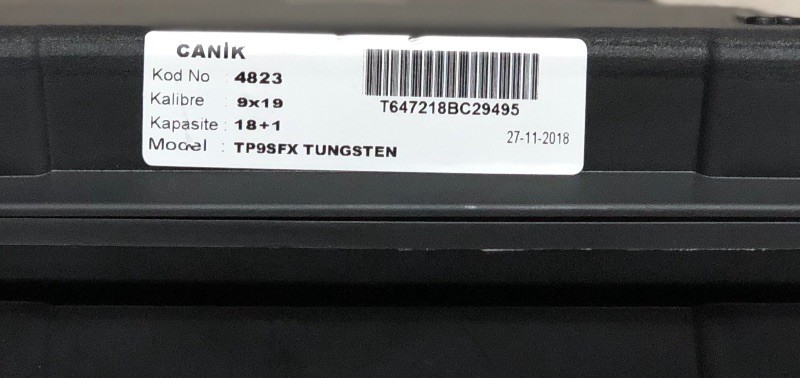 CANİK
Kod No : 4823
Kalibre : 9x19
Kapasite : 18+1
Model : TP9SFX TUNGSTEN
T647218BC29495
27-11-2018